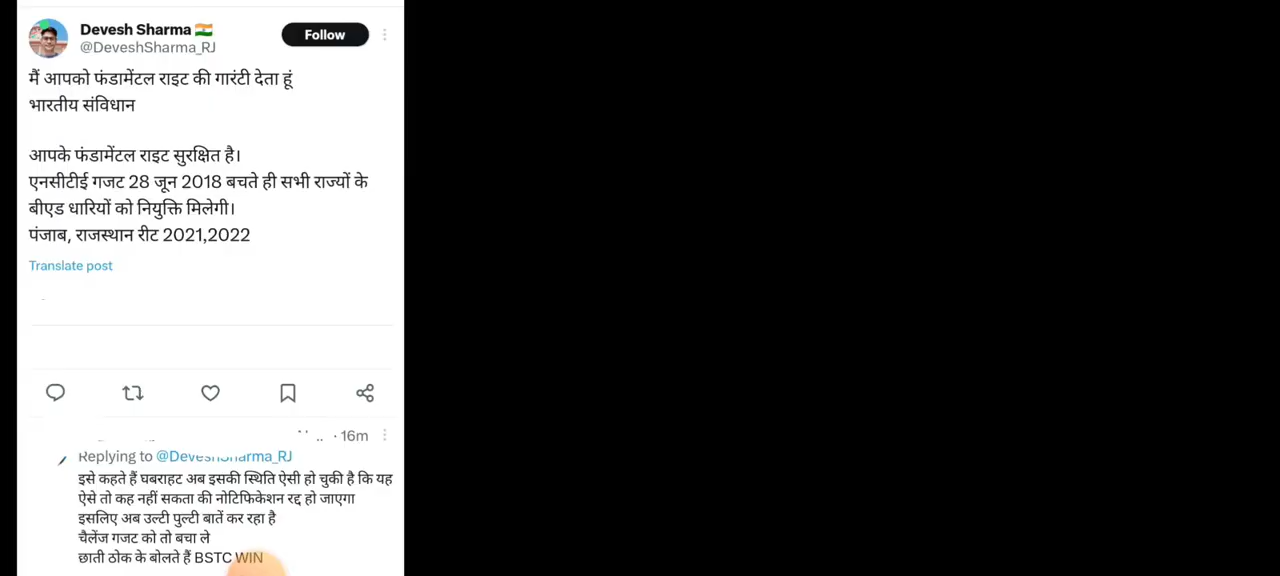 Devesh Sharma 🇮🇳
Follow
@DeveshSharma_RJ
मैं आपको फंडामेंटल राइट की गारंटी देता हूं
भारतीय संविधान
आपके फंडामेंटल राइट सुरक्षित है।
एनसीटीई गजट 28 जून 2018 बचते ही सभी राज्यों के
बीएड धारियों को नियुक्ति मिलेगी।
पंजाब, राजस्थान रीट 2021,2022
Translate post
· 16m
Replying to @DeveshSharma_RJ
इसे कहते हैं घबराहट अब इसकी स्थिति ऐसी हो चुकी है कि यह
ऐसे तो कह नहीं सकता की नोटिफिकेशन रद्द हो जाएगा
इसलिए अब उल्टी पुल्टी बातें कर रहा है
चैलेंज गजट को तो बचा ले
छाती ठोक के बोलते हैं BSTC WIN